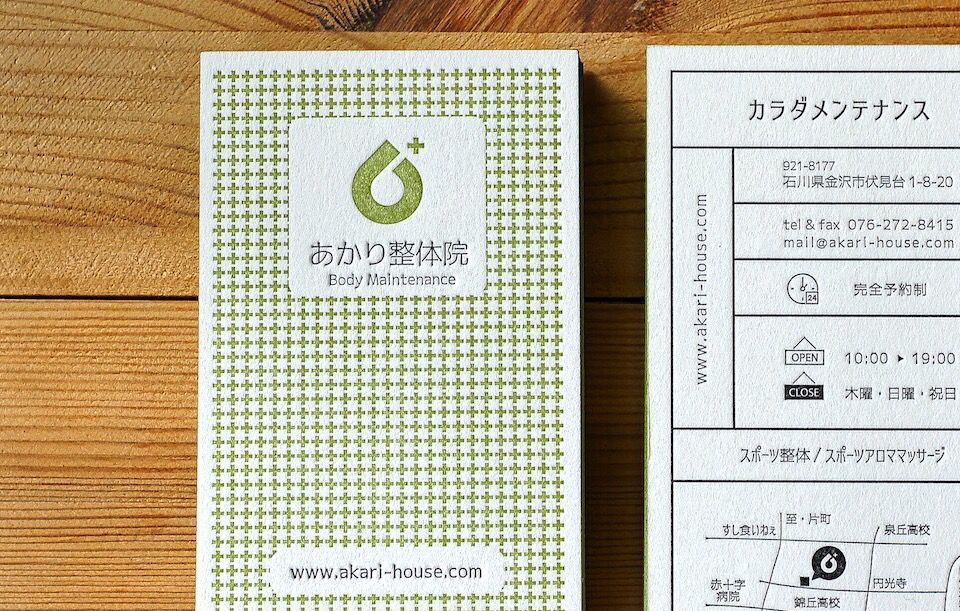 あかり整体院
Body Maintenance
www.akari-house.com
カラダメンテナンス
www.akari-house.com
921-8177
石川県金沢市伏見台 1-8-20
tel & fax 076-272-8415
mail@akari-house.com
24
完全予約制
OPEN
10:00 ▶ 19:00
CLOSE
木曜・日曜・祝日
スポーツ整体 / スポーツアロママッサージ
至・片町
すし食いねぇ
泉丘高校
赤十字
病院
円光寺
錦丘高校